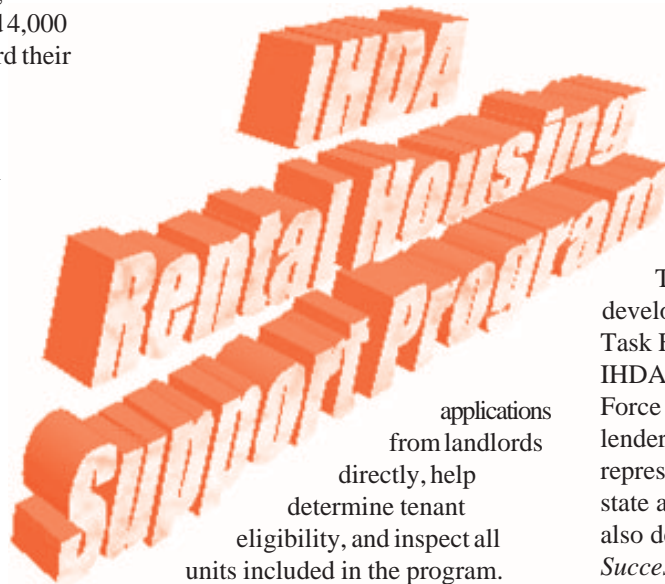 14,000
rd their
IHDA
Rental Housing
Support Program
applications
from landlords
directly, help
determine tenant
eligibility, and inspect all
units included in the program.
T
develo
Task F
IHDA
Force
lender
repres
state a
also de
Succes